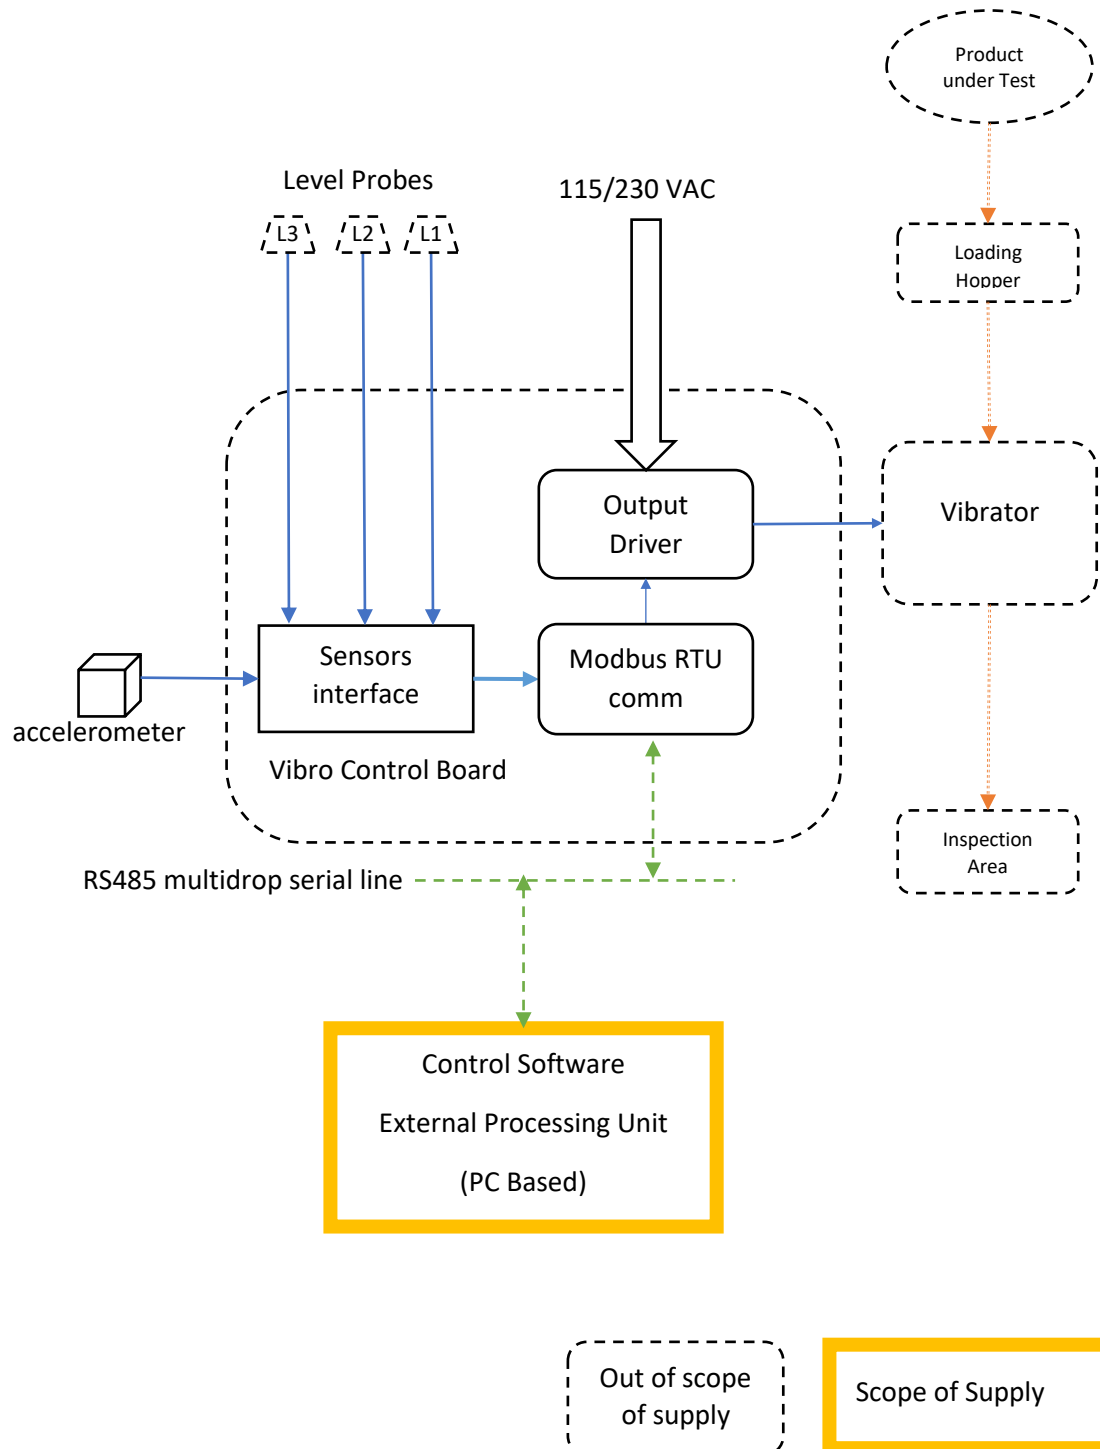 Product
under Test
Level Probes
115/230 VAC
L3
L2
L1
Loading
Hopper
Output
Driver
Vibrator
Sensors
interface
Modbus RTU
comm
accelerometer
Vibro Control Board
Inspection
Area
RS485 multidrop serial line
Control Software
External Processing Unit
(PC Based)
Out of scope
of supply
Scope of Supply